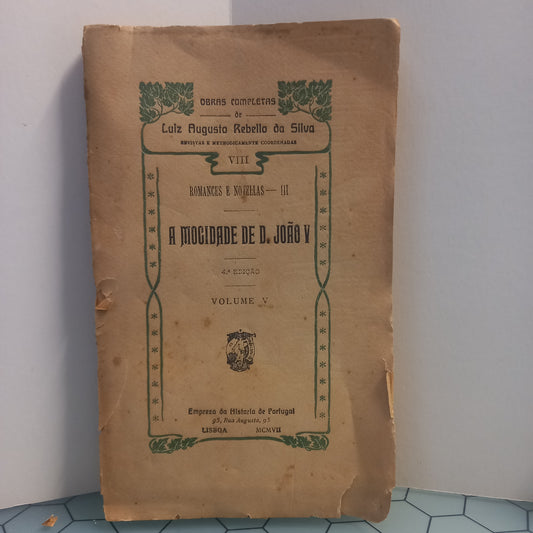 OBRAS COMPLETAS
de
Luiz Augusto Rebello da Silva
REVISTAS E METHODICAMENTE COORDENADAS
VIII
ROMANCES E NOVELLAS — III
A MOCIDADE DE D. JOÃO V
4.ª EDIÇÃO
VOLUME V
Empreza da Historia de Portugal
95, Rua Augusta, 95
LISBOA MCMVII